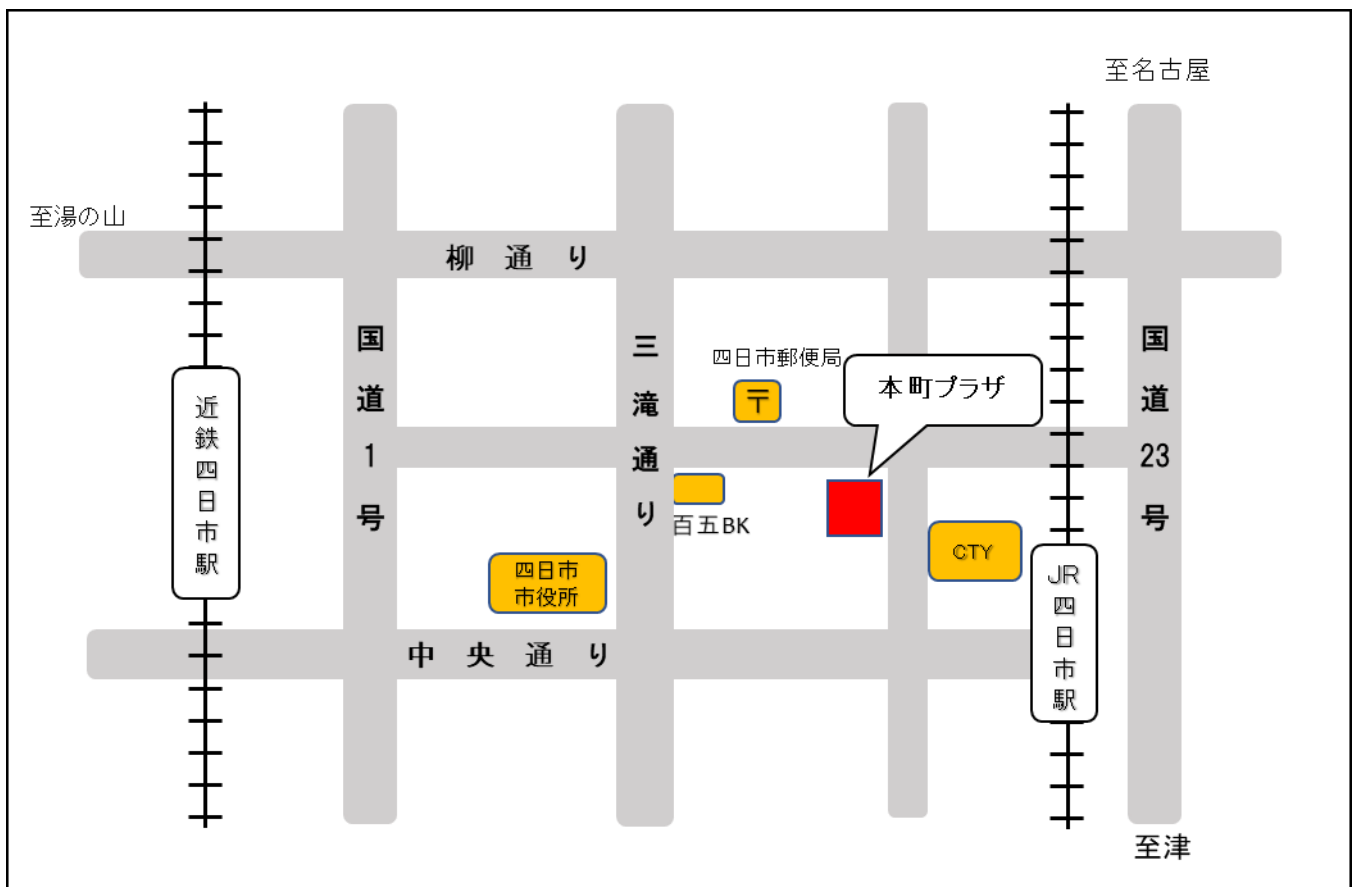 至名古屋
至湯の山
柳通り
国道1号
三滝通り
四日市郵便局
〒
本町プラザ
国道23号
近鉄四日市駅
百五BK
四日市
市役所
CTY
JR四日市駅
中央通り
至津